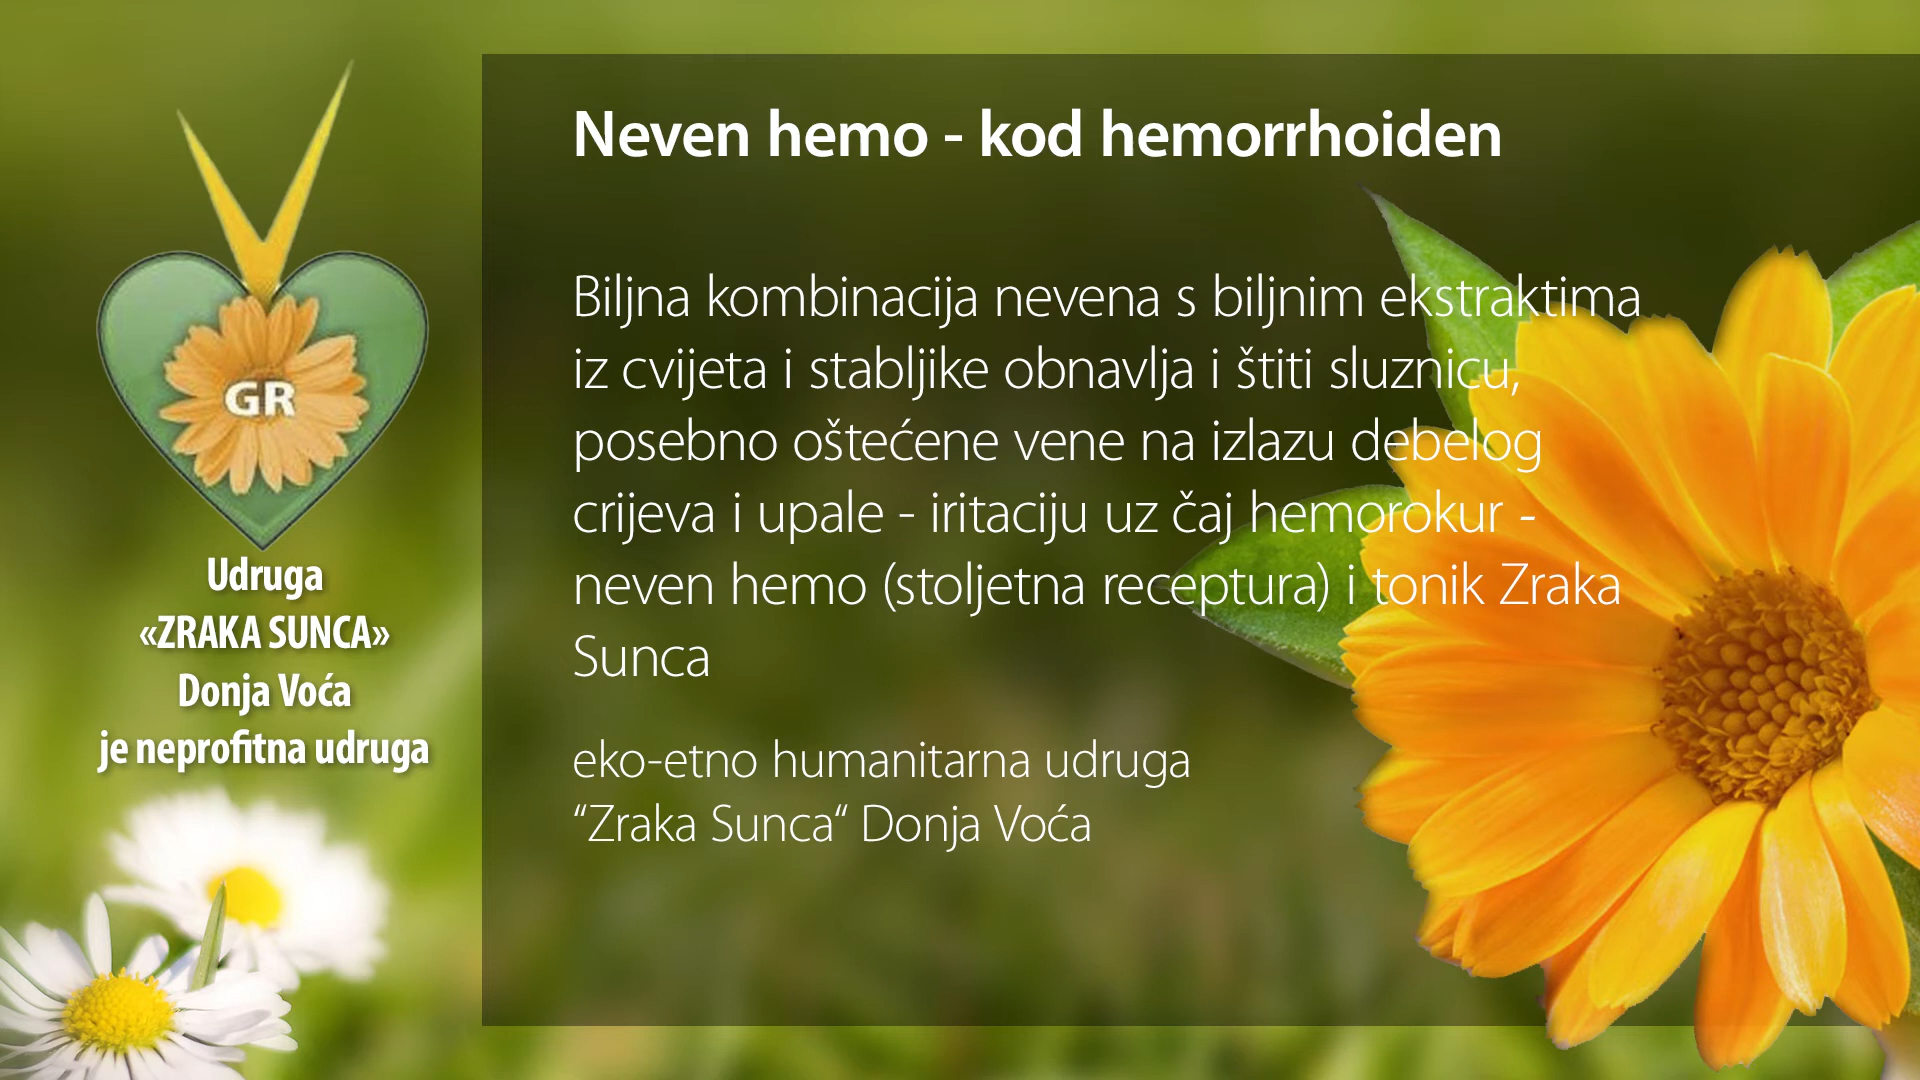 GR
Udruga
«ZRAKA SUNCA»
Donja Voća
je neprofitna udruga
Neven hemo - kod hemorrhoiden
Biljna kombinacija nevena s biljnim ekstraktima
iz cvijeta i stabljike obnavlja i štiti sluznicu,
posebno oštećene vene na izlazu debelog
crijeva i upale - iritaciju uz čaj hemorokur -
neven hemo (stoljetna receptura) i tonik Zraka
Sunca
eko-etno humanitarna udruga
“Zraka Sunca“ Donja Voća